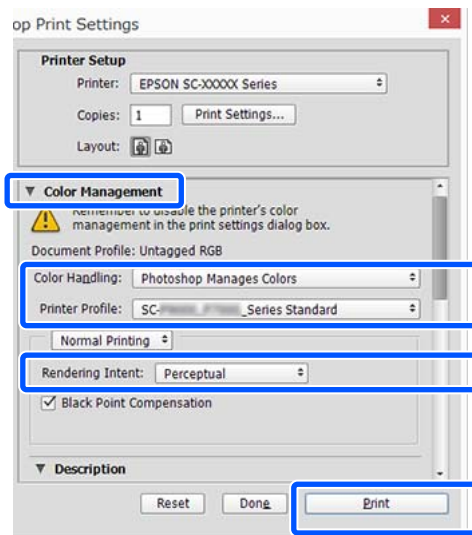 op Print Settings
Printer Setup
Printer: EPSON SC-XXXXX Series
Copies: 1 Print Settings...
Layout:
Color Management
Remember to disable the printer's color
management in the print settings dialog box.
Document Profile: Untagged RGB
Color Handling: Photoshop Manages Colors
Printer Profile: SC- _Series Standard
Normal Printing
Rendering Intent: Perceptual
Black Point Compensation
Description
Reset Done Print